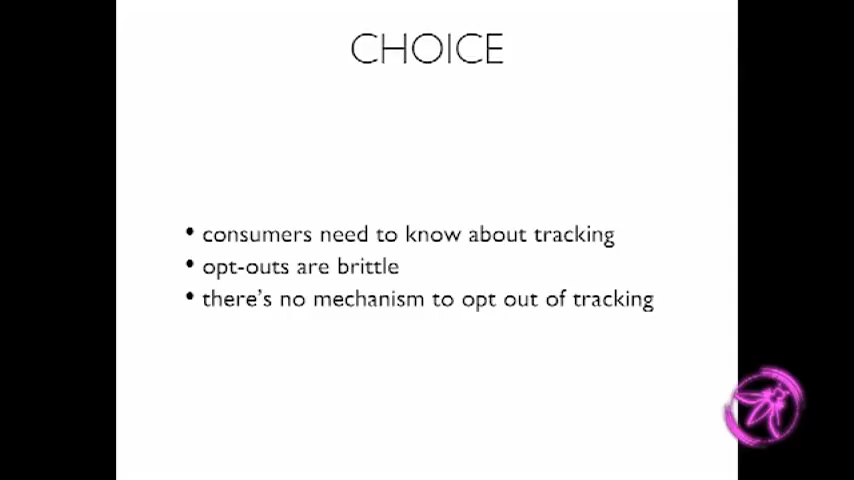 CHOICE
• consumers need to know about tracking
• opt-outs are brittle
• there's no mechanism to opt out of tracking